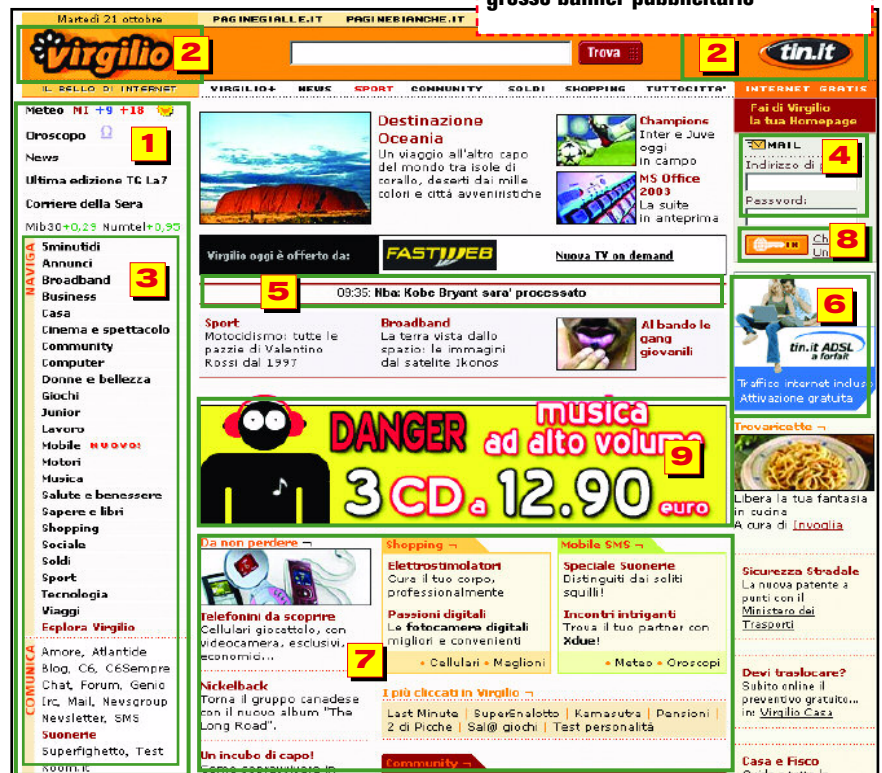 grosso banner pubblicitario
Martedì 21 ottobre
PAGINEGIALLE.IT PAGINEBIANCHE.IT
Virgilio
2
Trova
2
tin.it
IL BELLO DI INTERNET
VIRGILIO+ NEWS SPORT COMMUNITY SOLDI SHOPPING TUTTOCITTA'
INTERNET GRATIS
Meteo MI +9 +18
Oroscopo
1
News
Ultima edizione TG La7
Corriere della Sera
Mib30+0,29 Numtel+0,95
NAVIGA
3
5minutidi
Annunci
Broadband
Business
Casa
Cinema e spettacolo
Community
Computer
Donne e bellezza
Giochi
Junior
Lavoro
Mobile NUOVO!
Motori
Musica
Salute e benessere
Sapere e libri
Shopping
Sociale
Soldi
Sport
Tecnologia
Viaggi
Esplora Virgilio
COMUNICA
Amore, Atlantide
Blog, C6, C6Sempre
Chat, Forum, Genio
Irc, Mail, Newsgroup
Newsletter, SMS
Suonerie
Superfighetto, Test
Room.it
Destinazione
Oceania
Un viaggio all'altro capo
del mondo tra isole di
corallo, deserti dai mille
colori e città avveniristiche
Champions
Inter e Juve
oggi
in campo
MS Office
2003
La suite
in anteprima
Virgilio oggi è offerto da:
FASTWEB
Nuova TV on demand
5
09:35: Nba: Kobe Bryant sara' processato
Sport
Motocidismo: tutte le
pazzie di Valentino
Rossi dal 1997
Broadband
La terra vista dallo
spazio: le immagini
dal satelite Ikonos
Al bando le
gang
giovanili
DANGER
musica
ad alto volume
9
3 CD a 12.90 euro
Da non perdere
Telefonini da scoprire
Cellulari giocattolo, con
videocamera, esclusivi,
economici...
7
Nickelback
Torna il gruppo canadese
con il nuovo album "The
Long Road".
Un incubo di capo!
Come sopravvivere in
Shopping
Elettrostimolatori
Cura il tuo corpo,
professionalmente
Passioni digitali
Le fotocamere digitali
migliori e convenienti
• Cellulari • Maglioni
Mobile SMS
Speciale Suonerie
Distinguiti dai soliti
squilli!
Incontri intriganti
Trova il tuo partner con
Xdue!
• Meteo • Oroscopi
I più cliccati in Virgilio
Last Minute | SuperEnalotto | Kamasutra | Pensioni |
2 di Picche | Sal@ giochi | Test personalità
Community
Fai di Virgilio
la tua Homepage
MAIL
4
Indirizzo di
Password:
8
IN
6
tin.it ADSL
a forfait
Traffico internet incluso
Attivazione gratuita
Trovaricette
Libera la tua fantasia
in cucina
A cura di Invoglia
Sicurezza Stradale
La nuova patente a
punti con il
Ministero dei
Trasporti
Devi traslocare?
Subito online il
preventivo gratuito...
in: Virgilio Casa
Casa e Fisco